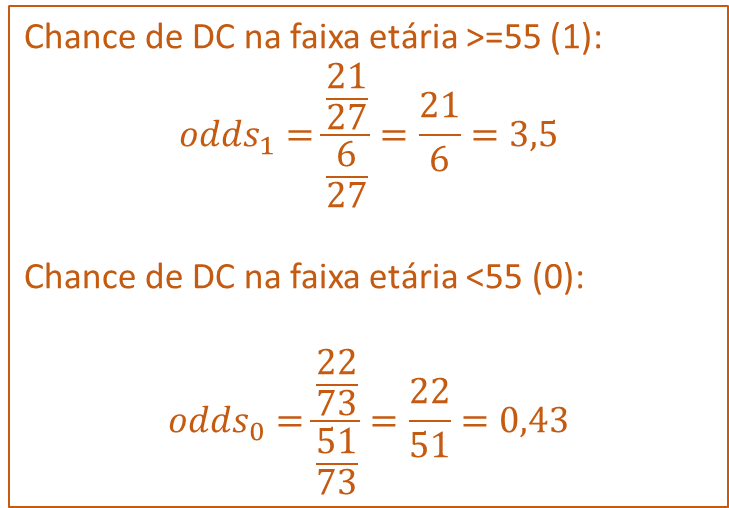 Chance de DC na faixa etária >=55 (1):
odds₁ = (21/27)/(6/27) = 21/6 = 3,5
Chance de DC na faixa etária <55 (0):
odds₀ = (22/73)/(51/73) = 22/51 = 0,43